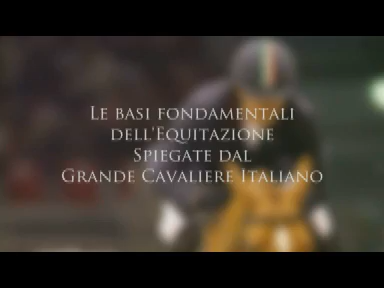 Le basi fondamentali
dell'Equitazione
Spiegate dal
Grande Cavaliere Italiano